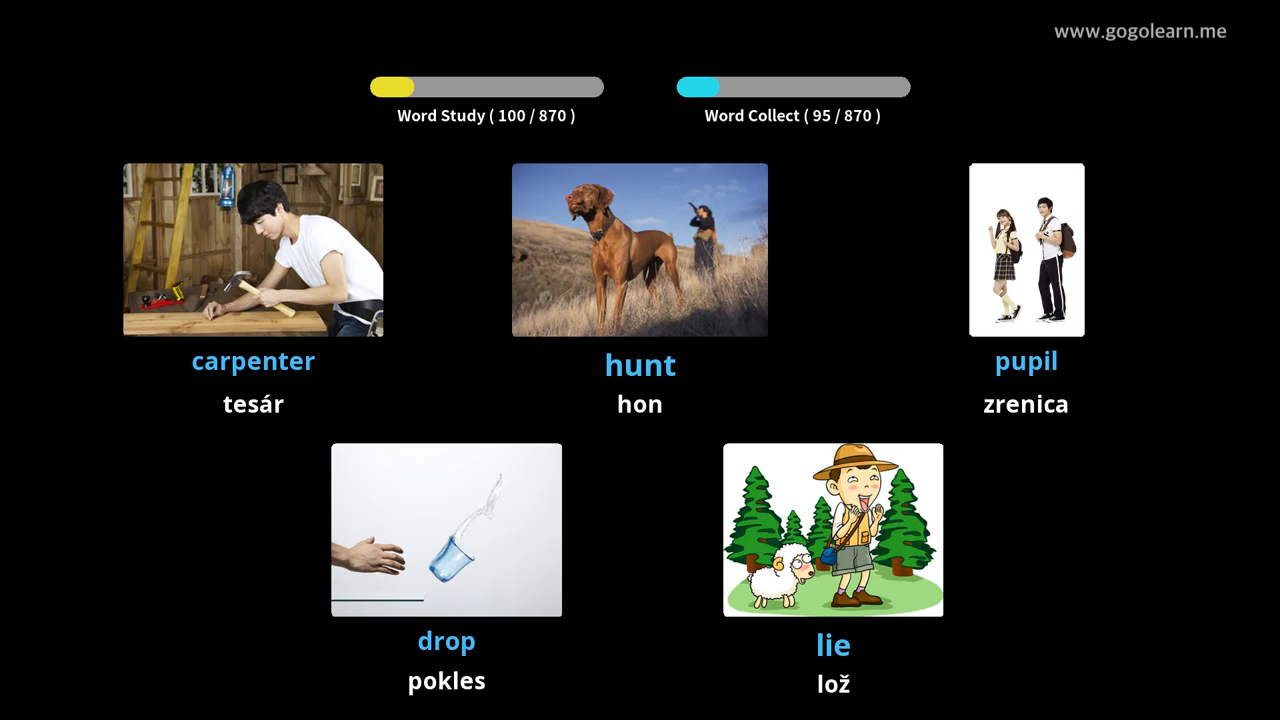 www.gogolearn.me
Word Study ( 100 / 870 )
Word Collect ( 95 / 870 )
carpenter
tesár
hunt
hon
pupil
zrenica
drop
pokles
lie
lož